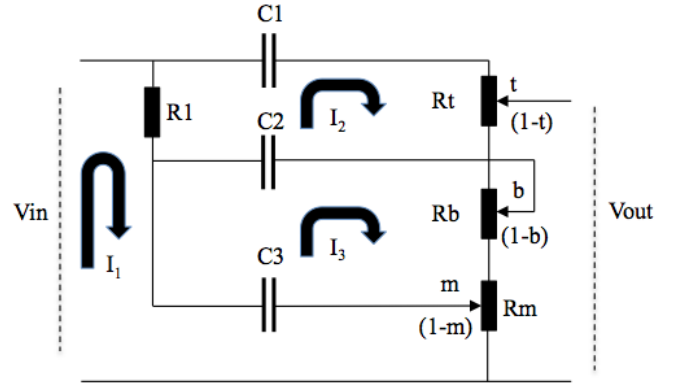 C1
t
Rt
R1
(1-t)
C2
I2
b
Vin
Rb
Vout
(1-b)
C3
I3
I1
m
Rm
(1-m)